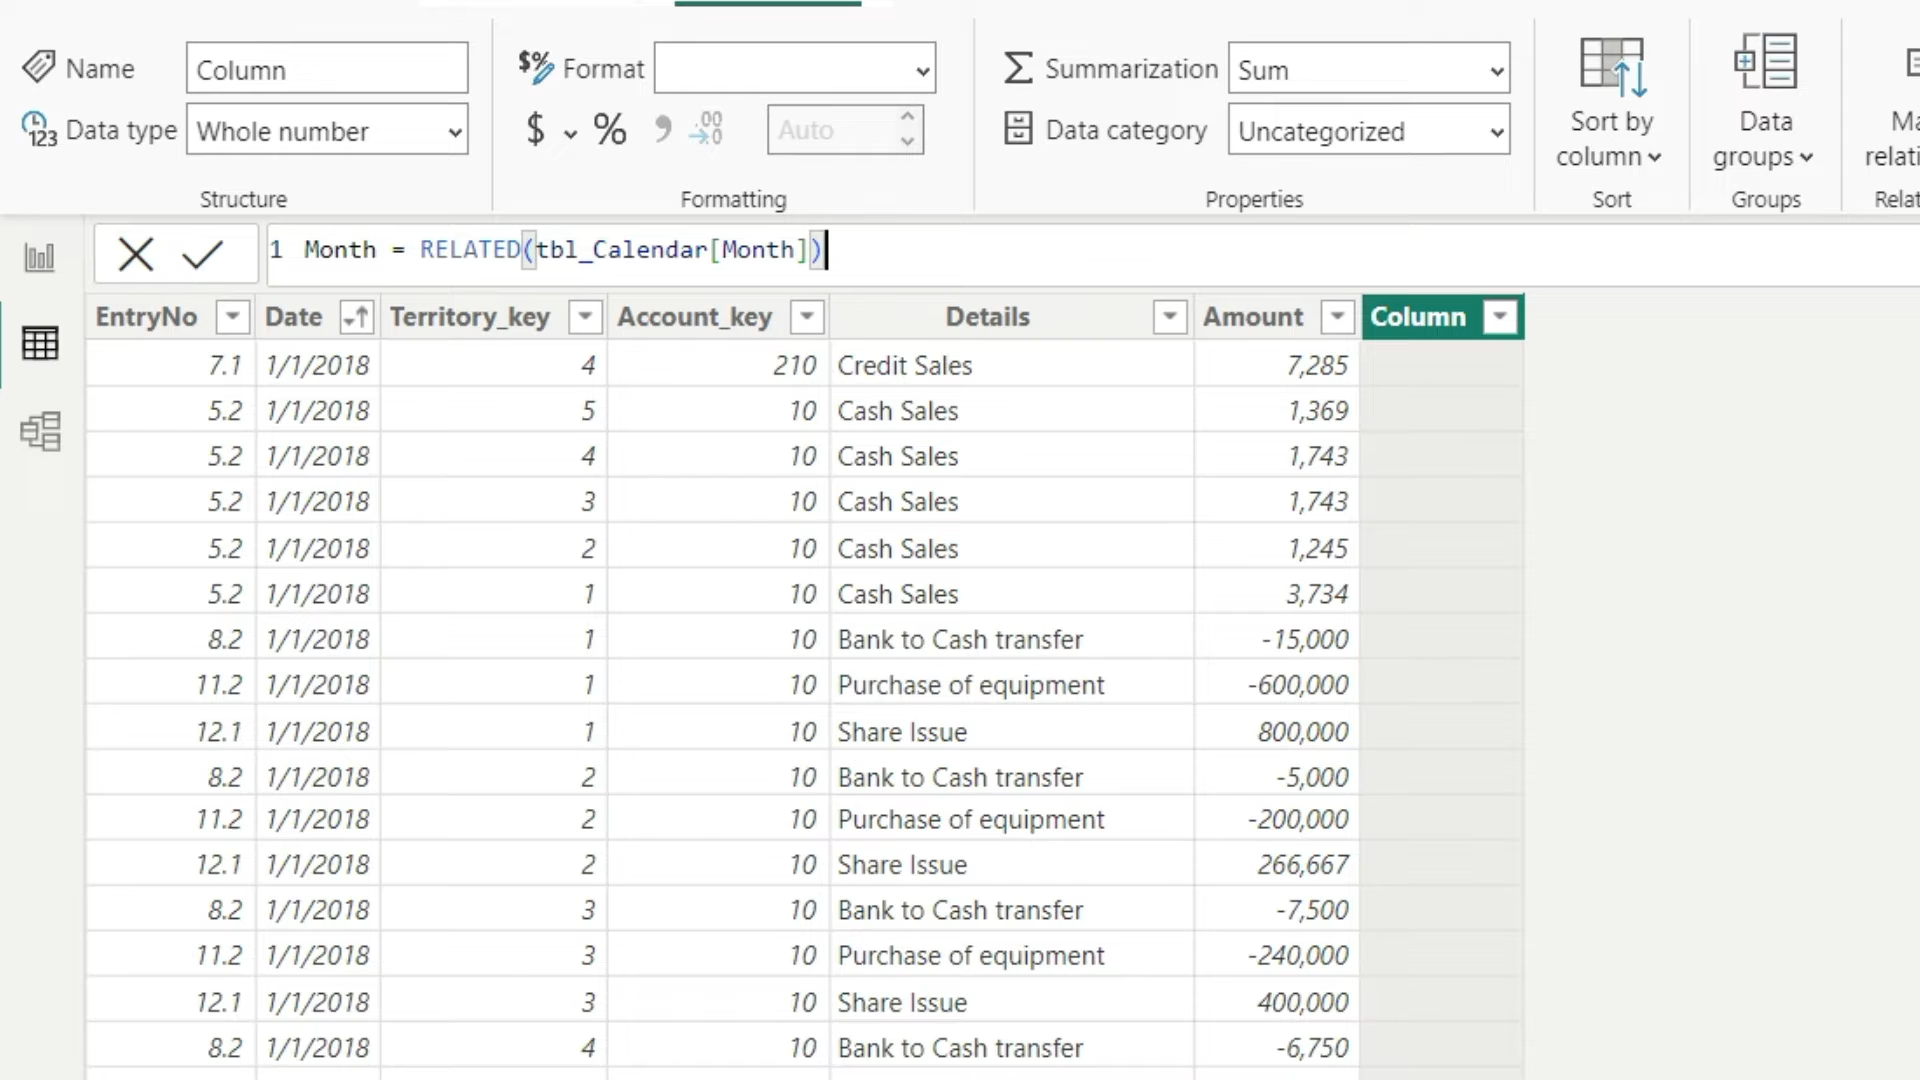 Name Column
Format
Summarization Sum
Data type Whole number
$ % Auto
Data category Uncategorized
Sort by column
Data groups
Structure
Formatting
Properties
Sort
Groups
1 Month = RELATED(tbl_Calendar[Month])
EntryNo Date Territory_key Account_key Details Amount Column
7.1 1/1/2018 4 210 Credit Sales 7,285
5.2 1/1/2018 5 10 Cash Sales 1,369
5.2 1/1/2018 4 10 Cash Sales 1,743
5.2 1/1/2018 3 10 Cash Sales 1,743
5.2 1/1/2018 2 10 Cash Sales 1,245
5.2 1/1/2018 1 10 Cash Sales 3,734
8.2 1/1/2018 1 10 Bank to Cash transfer -15,000
11.2 1/1/2018 1 10 Purchase of equipment -600,000
12.1 1/1/2018 1 10 Share Issue 800,000
8.2 1/1/2018 2 10 Bank to Cash transfer -5,000
11.2 1/1/2018 2 10 Purchase of equipment -200,000
12.1 1/1/2018 2 10 Share Issue 266,667
8.2 1/1/2018 3 10 Bank to Cash transfer -7,500
11.2 1/1/2018 3 10 Purchase of equipment -240,000
12.1 1/1/2018 3 10 Share Issue 400,000
8.2 1/1/2018 4 10 Bank to Cash transfer -6,750